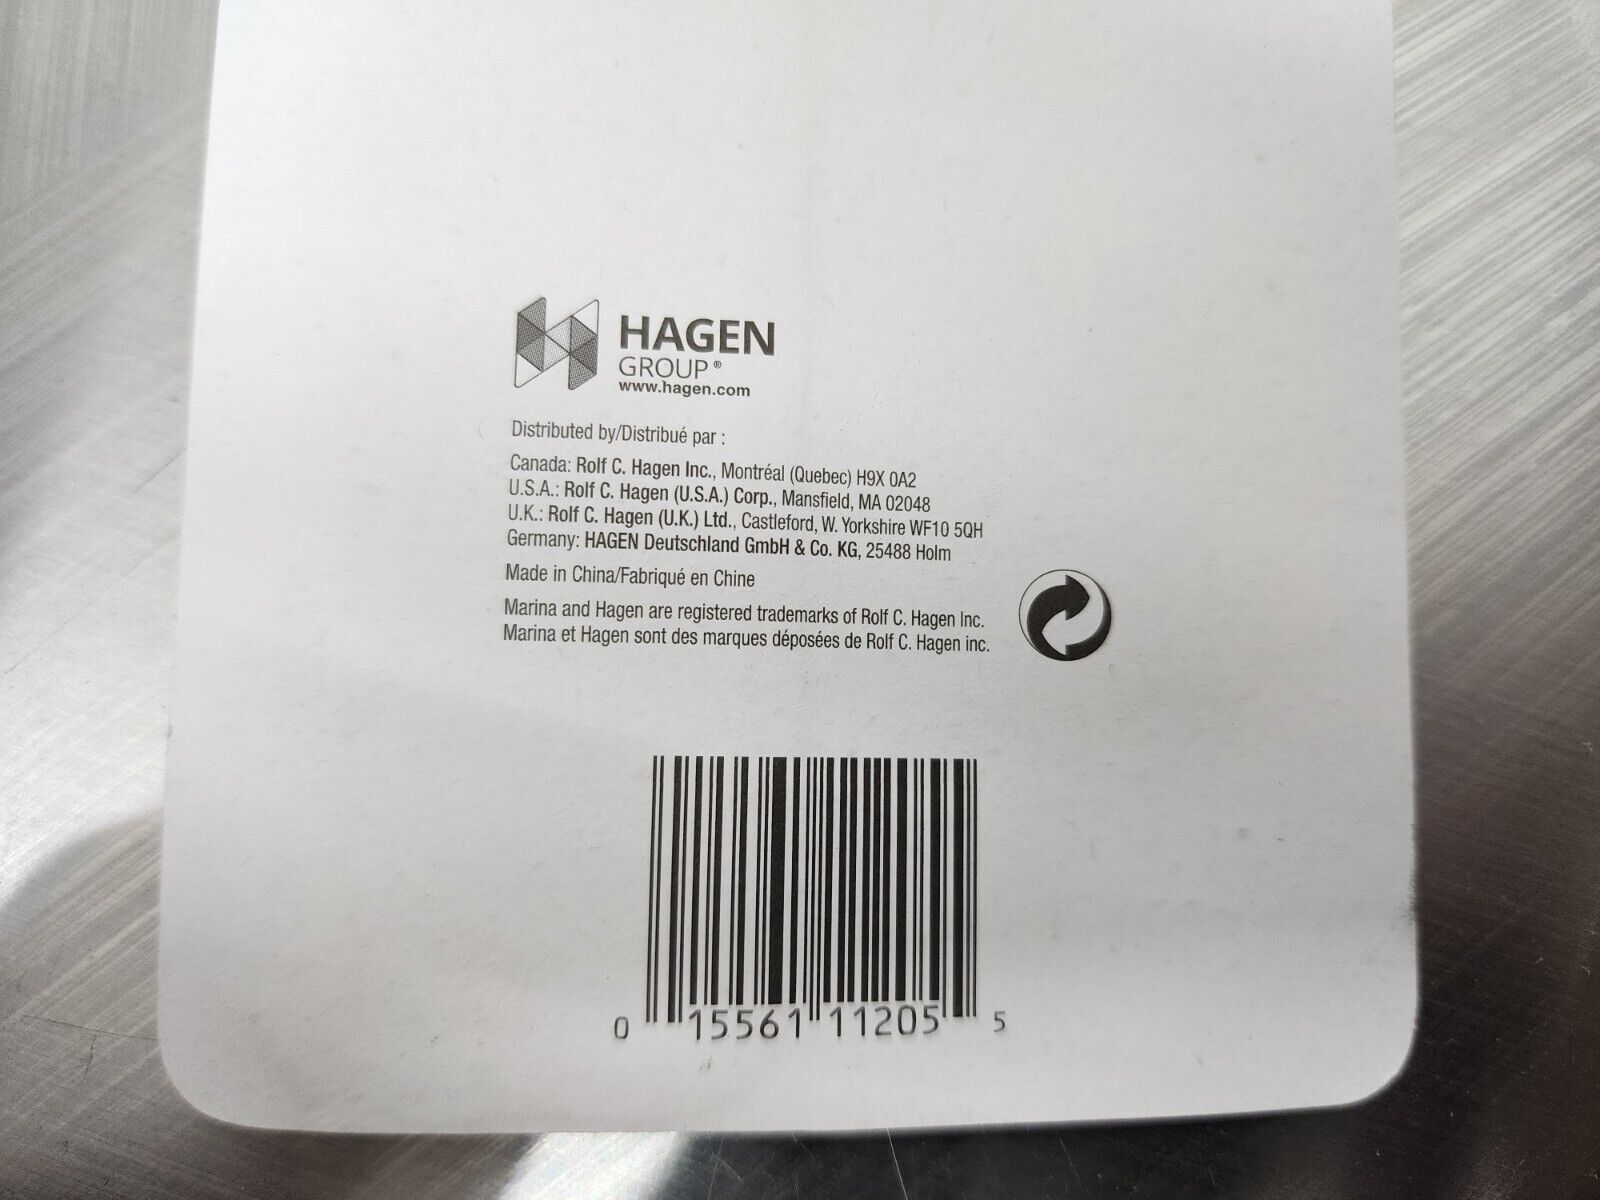 HAGEN
GROUP®
www.hagen.com
Distributed by/Distribué par :
Canada: Rolf C. Hagen Inc., Montréal (Quebec) H9X 0A2
U.S.A.: Rolf C. Hagen (U.S.A.) Corp., Mansfield, MA 02048
U.K.: Rolf C. Hagen (U.K.) Ltd., Castleford, W. Yorkshire WF10 5QH
Germany: HAGEN Deutschland GmbH & Co. KG, 25488 Holm
Made in China/Fabriqué en Chine
Marina and Hagen are registered trademarks of Rolf C. Hagen Inc.
Marina et Hagen sont des marques déposées de Rolf C. Hagen inc.
0 15561 11205 5